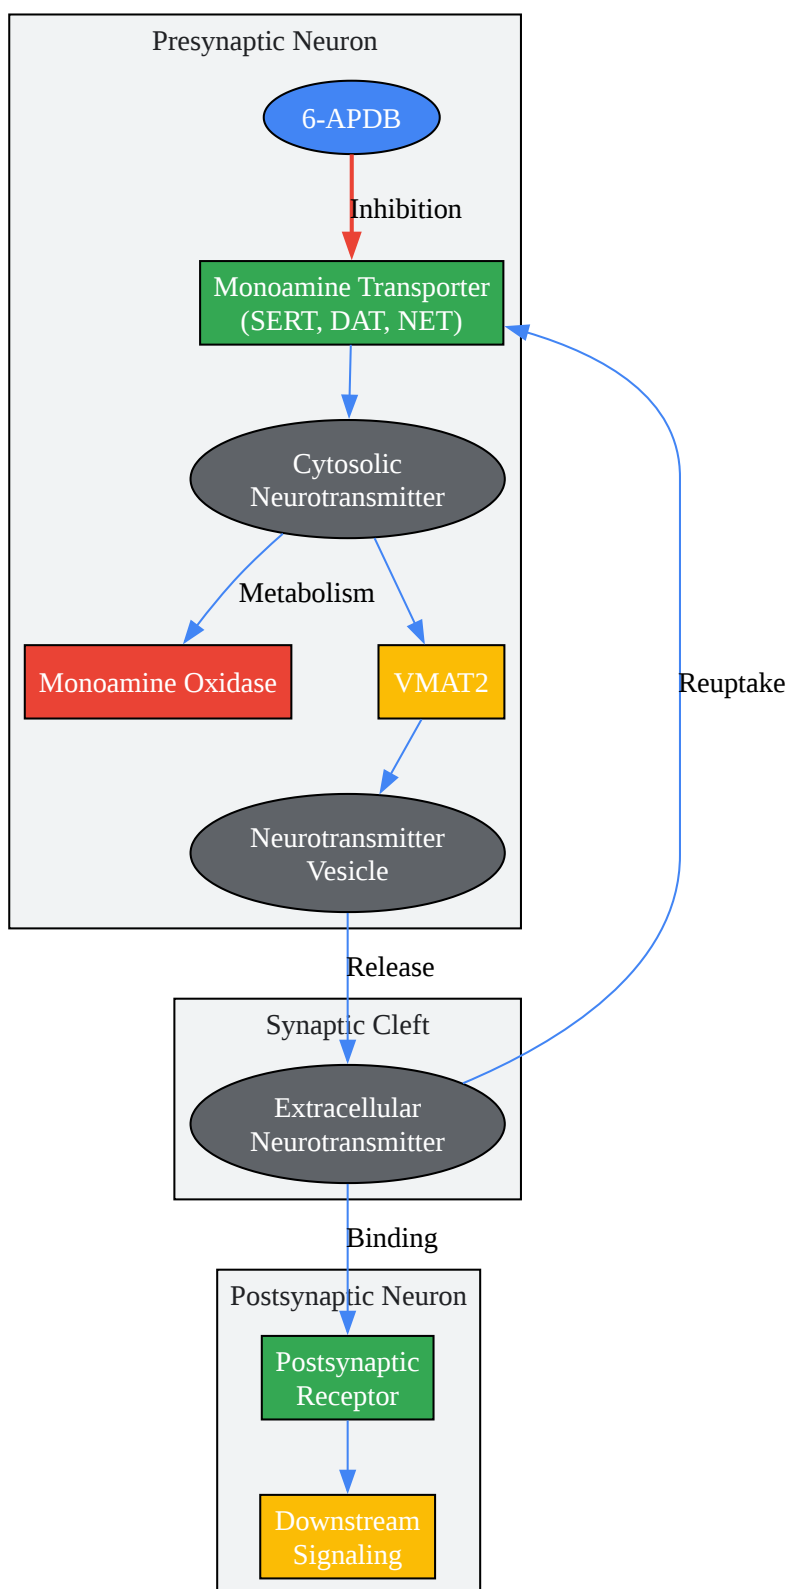 Presynaptic Neuron
6-APDB
Inhibition
Monoamine Transporter
(SERT, DAT, NET)
Cytosolic
Neurotransmitter
Metabolism
Monoamine Oxidase
VMAT2
Reuptake
Neurotransmitter
Vesicle
Release
Synaptic Cleft
Extracellular
Neurotransmitter
Binding
Postsynaptic Neuron
Postsynaptic
Receptor
Downstream
Signaling